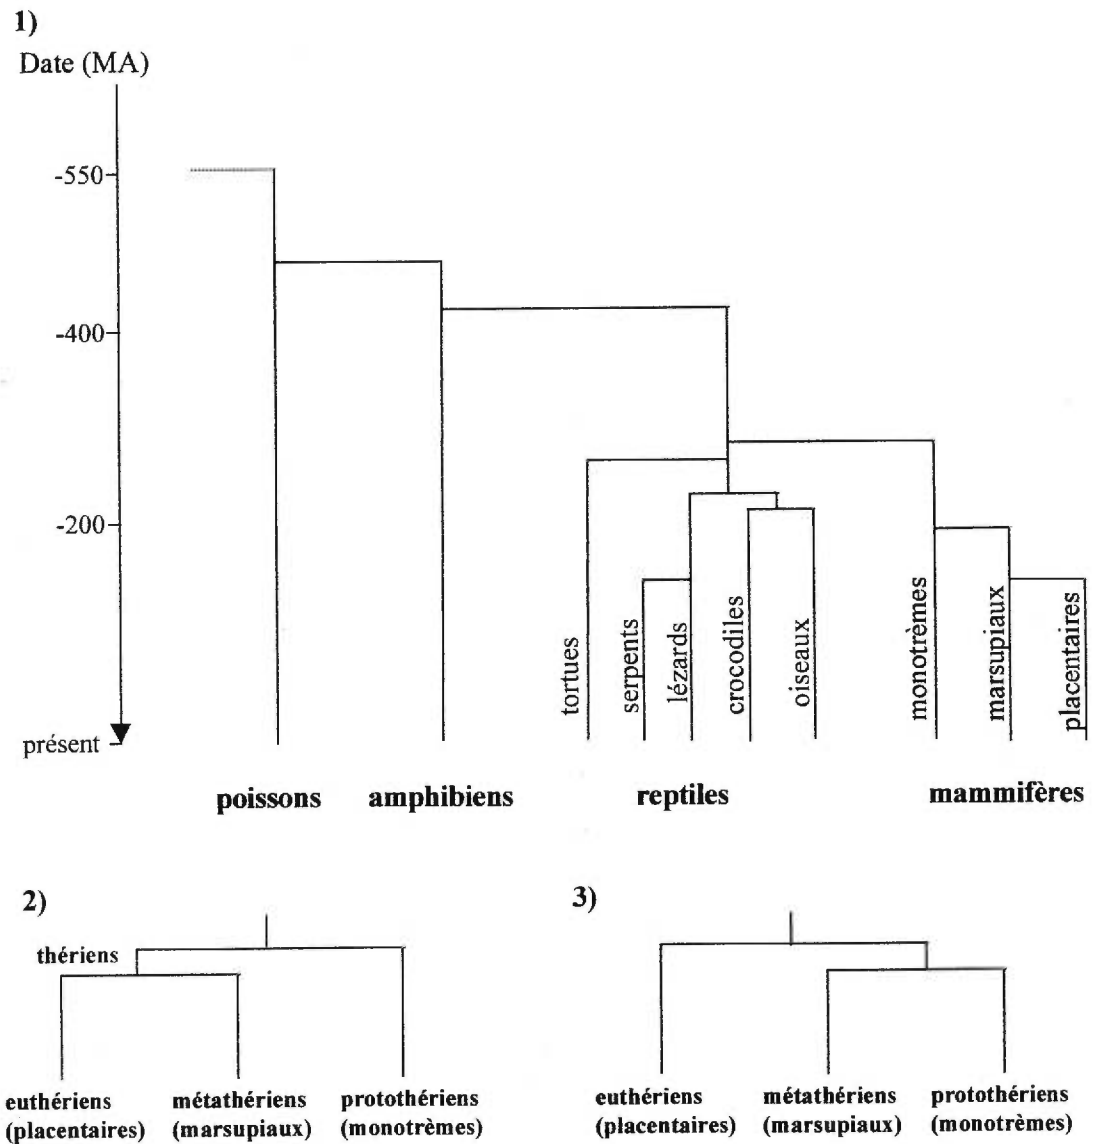 1)
Date (MA)
-550
-400
-200
présent
tortues
serpents
lézards
crocodiles
oiseaux
monotrèmes
marsupiaux
placentaires
poissons amphibiens reptiles mammifères
2)
thériens
euthériens métathériens protothériens
(placentaires) (marsupiaux) (monotrèmes)
3)
euthériens métathériens protothériens
(placentaires) (marsupiaux) (monotrèmes)